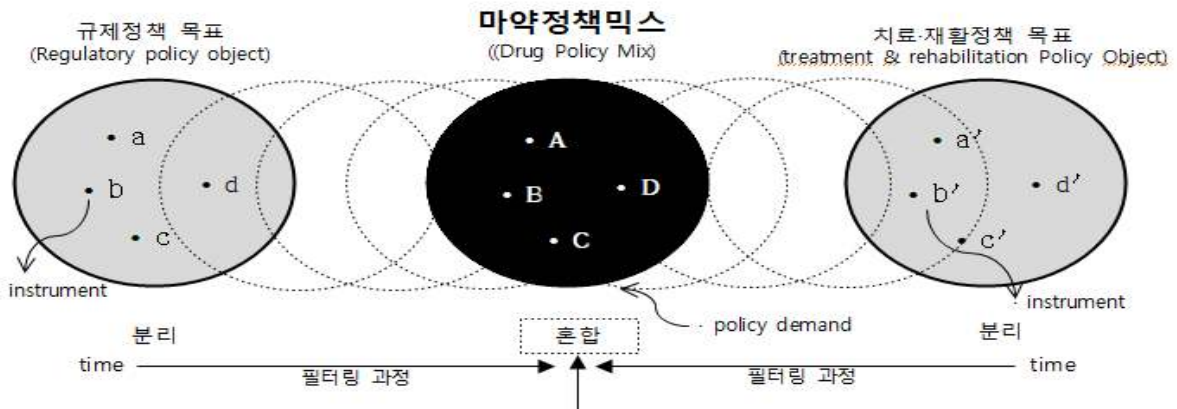 마약정책믹스
((Drug Policy Mix)
규제정책 목표
(Regulatory policy object)
치료·재활정책 목표
(treatment & rehabilitation Policy Object)
a
b
c
d
A
B
C
D
a′
b′
c′
d′
instrument
instrument
policy demand
분리
혼합
분리
time
필터링 과정
필터링 과정
time